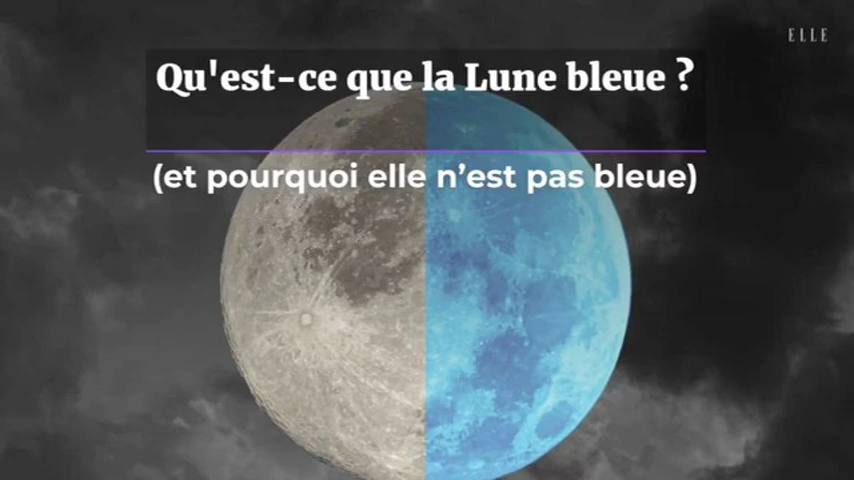 ELLE
Qu'est-ce que la Lune bleue ?
(et pourquoi elle n’est pas bleue)